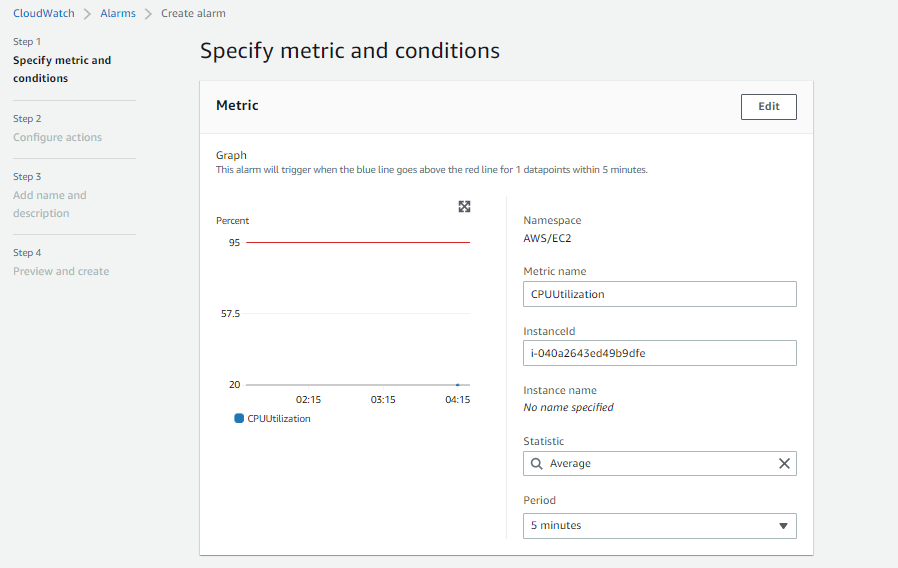 CloudWatch > Alarms > Create alarm
Step 1
Specify metric and
conditions
Step 2
Configure actions
Step 3
Add name and
description
Step 4
Preview and create
Specify metric and conditions
Metric
Edit
Graph
This alarm will trigger when the blue line goes above the red line for 1 datapoints within 5 minutes.
Percent
95
57.5
20
02:15 03:15 04:15
CPUUtilization
Namespace
AWS/EC2
Metric name
CPUUtilization
InstanceId
i-040a2643ed49b9dfe
Instance name
No name specified
Statistic
Average
Period
5 minutes